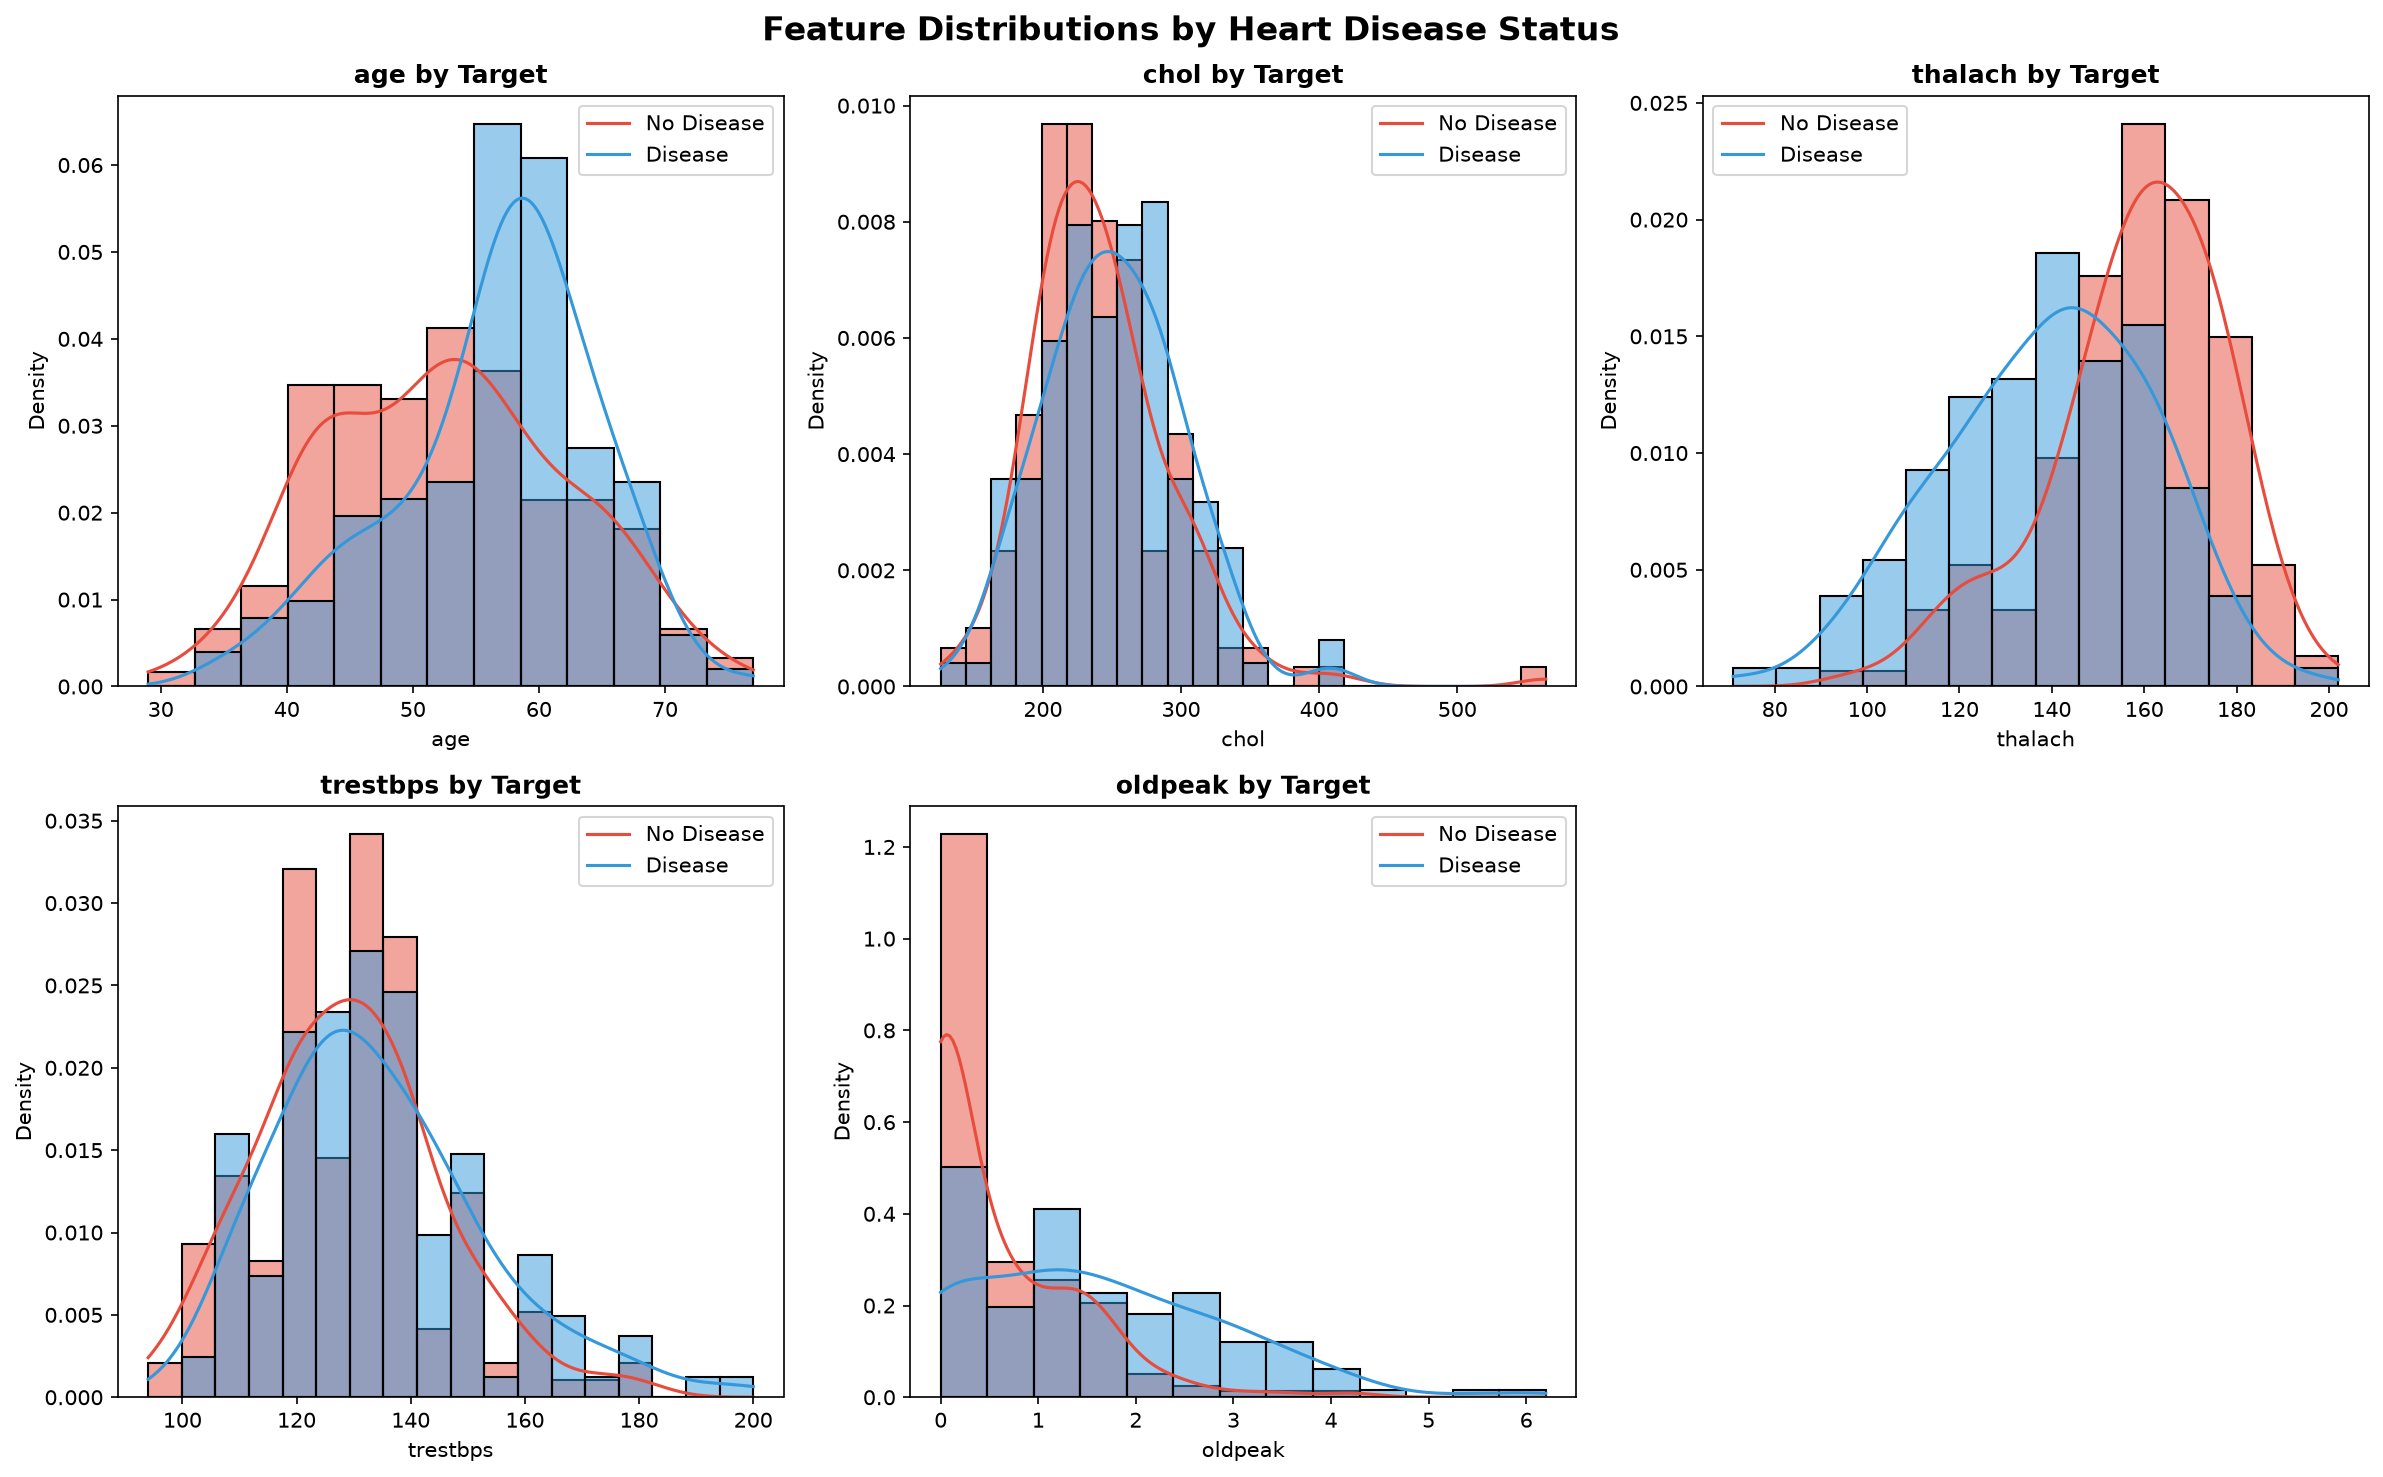 Feature Distributions by Heart Disease Status
age by Target
No Disease
Disease
Density
0.06
0.05
0.04
0.03
0.02
0.01
0.00
30 40 50 60 70
age
chol by Target
No Disease
Disease
Density
0.010
0.008
0.006
0.004
0.002
0.000
200 300 400 500
chol
thalach by Target
No Disease
Disease
Density
0.025
0.020
0.015
0.010
0.005
0.000
80 100 120 140 160 180 200
thalach
trestbps by Target
No Disease
Disease
Density
0.035
0.030
0.025
0.020
0.015
0.010
0.005
0.000
100 120 140 160 180 200
trestbps
oldpeak by Target
No Disease
Disease
Density
1.2
1.0
0.8
0.6
0.4
0.2
0.0
0 1 2 3 4 5 6
oldpeak